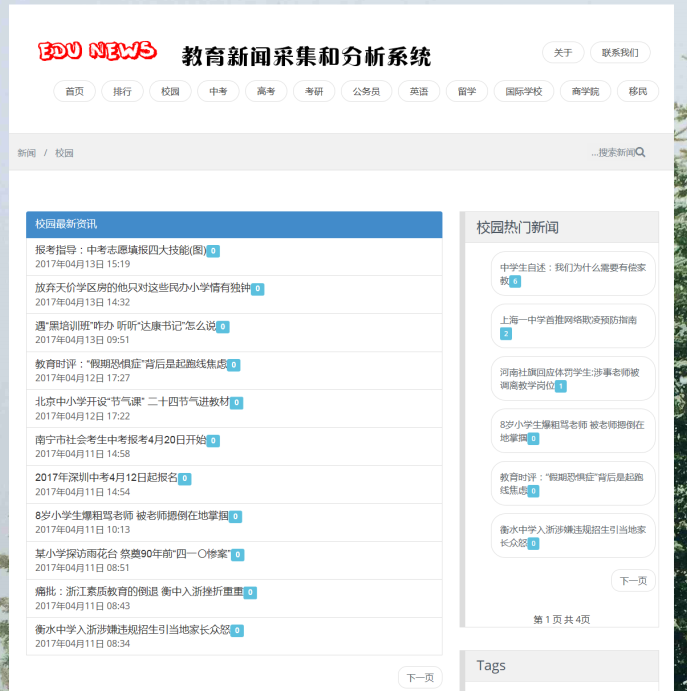 EDU NEWS
教育新闻采集和分析系统
关于
联系我们
首页
排行
校园
中考
高考
考研
公务员
英语
留学
国际学校
商学院
移民
新闻 / 校园
...搜索新闻
校园最新资讯
报考指导：中考志愿填报四大技能(图) 0
2017年04月13日 15:19
放弃天价学区房的他只对这些民办小学情有独钟 0
2017年04月13日 14:32
遇“黑培训班”咋办 听听“达康书记”怎么说 0
2017年04月13日 09:51
教育时评：“假期恐惧症”背后是起跑线焦虑 0
2017年04月12日 17:27
北京中小学开设“节气课” 二十四节气进教材 0
2017年04月12日 17:22
南宁市社会考生中考报考4月20日开始 0
2017年04月11日 14:58
2017年深圳中考4月12日起报名 0
2017年04月11日 14:54
8岁小学生爆粗骂老师 被老师摁倒在地掌掴 0
2017年04月11日 10:13
某小学探访雨花台 祭奠90年前“四一〇惨案” 0
2017年04月11日 08:51
痛批：浙江素质教育的倒退 衡中入浙挫折重重 0
2017年04月11日 08:43
衡水中学入浙涉嫌违规招生引当地家长众怒 0
2017年04月11日 08:34
下一页
校园热门新闻
中学生自述：我们为什么需要有偿家
教 6
上海一中学首推网络欺凌预防指南
2
河南社旗回应体罚学生:涉事老师被
调离教学岗位 1
8岁小学生爆粗骂老师 被老师摁倒在
地掌掴 0
教育时评：“假期恐惧症”背后是起跑
线焦虑 0
衡水中学入浙涉嫌违规招生引当地家
长众怒 0
下一页
第 1 页 共 4页
Tags